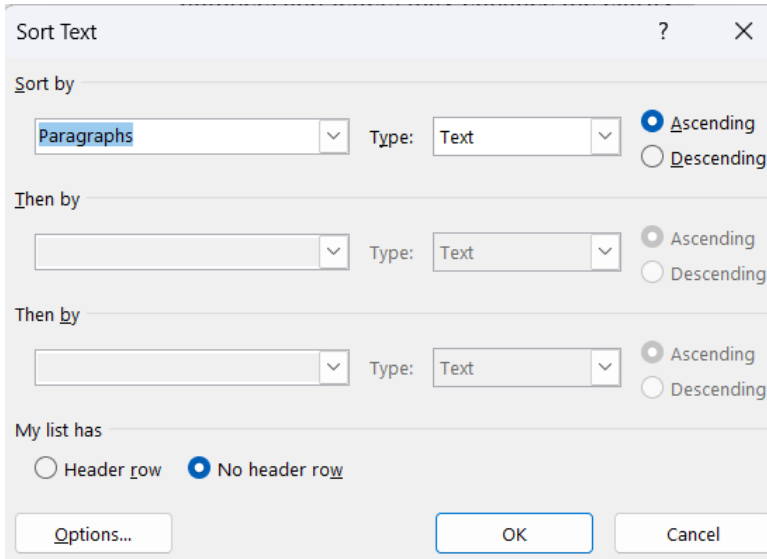 Sort Text ?
Sort by
Paragraphs Type: Text Ascending
Descending
Then by
Type: Text Ascending
Descending
Then by
Type: Text Ascending
Descending
My list has
Header row No header row
Options... OK Cancel